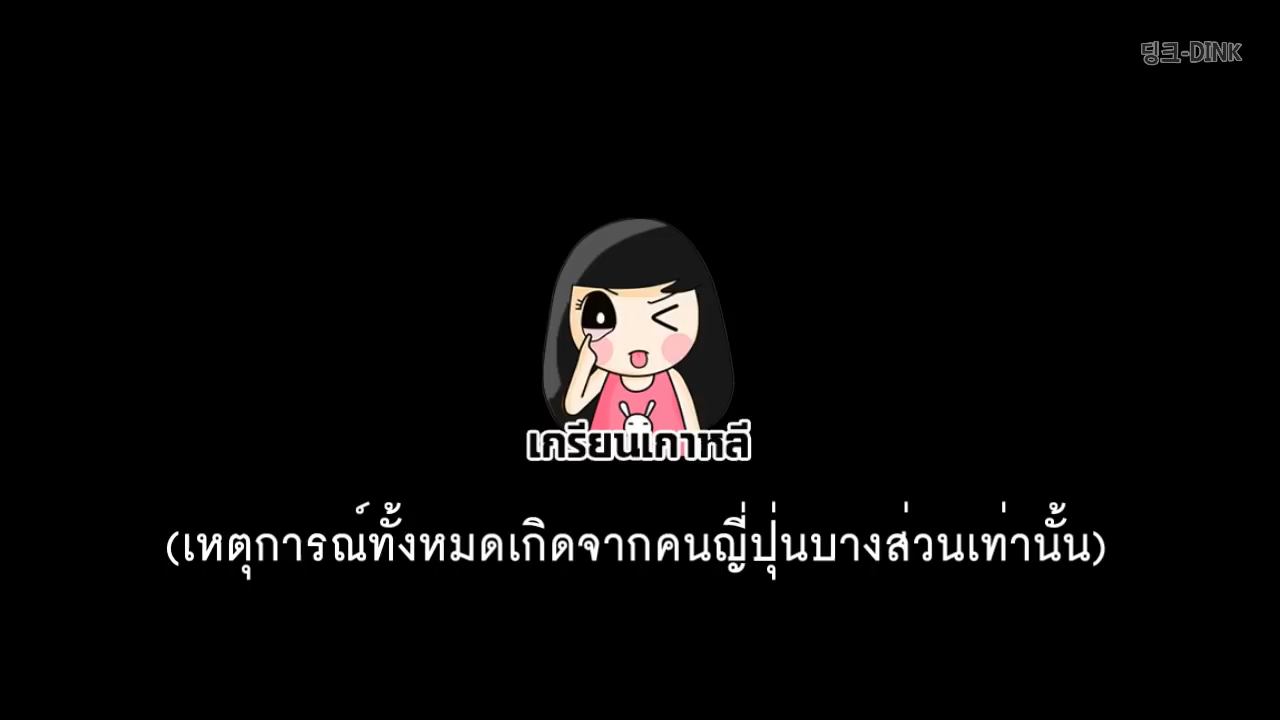 딩크-DINK
เกรียนเกาหลี
(เหตุการณ์ทั้งหมดเกิดจากคนญี่ปุ่นบางส่วนเท่านั้น)